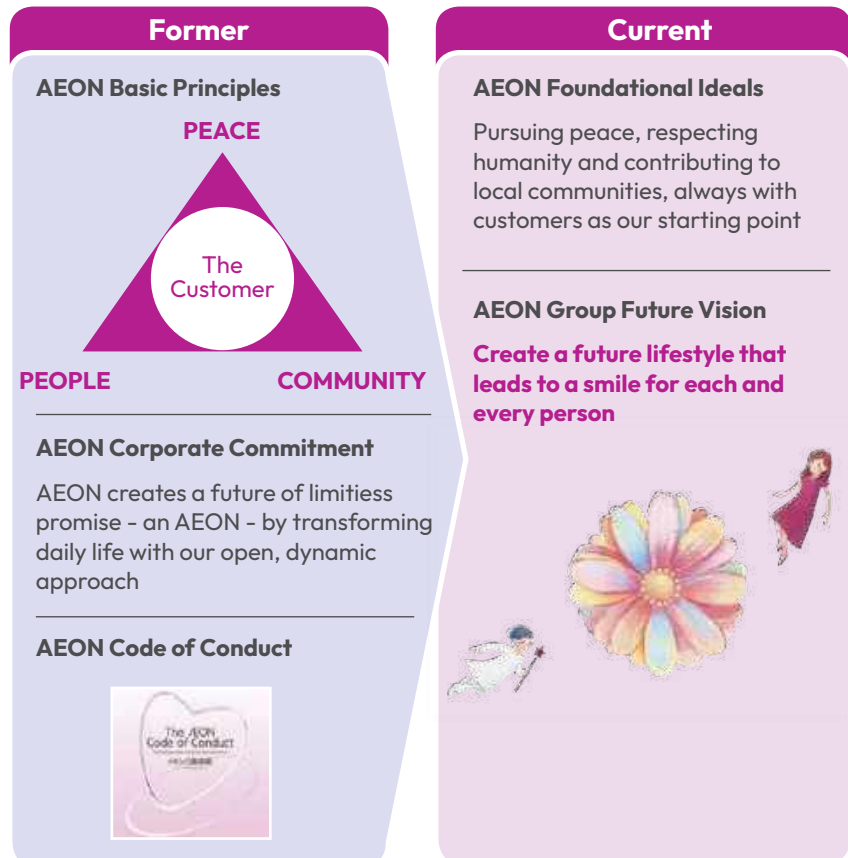 Former
AEON Basic Principles
PEACE
The
Customer
PEOPLE
COMMUNITY
AEON Corporate Commitment
AEON creates a future of limitiess
promise - an AEON - by transforming
daily life with our open, dynamic
approach
AEON Code of Conduct
The ÆON
Code of Conduct
Current
AEON Foundational Ideals
Pursuing peace, respecting
humanity and contributing to
local communities, always with
customers as our starting point
AEON Group Future Vision
Create a future lifestyle that
leads to a smile for each and
every person